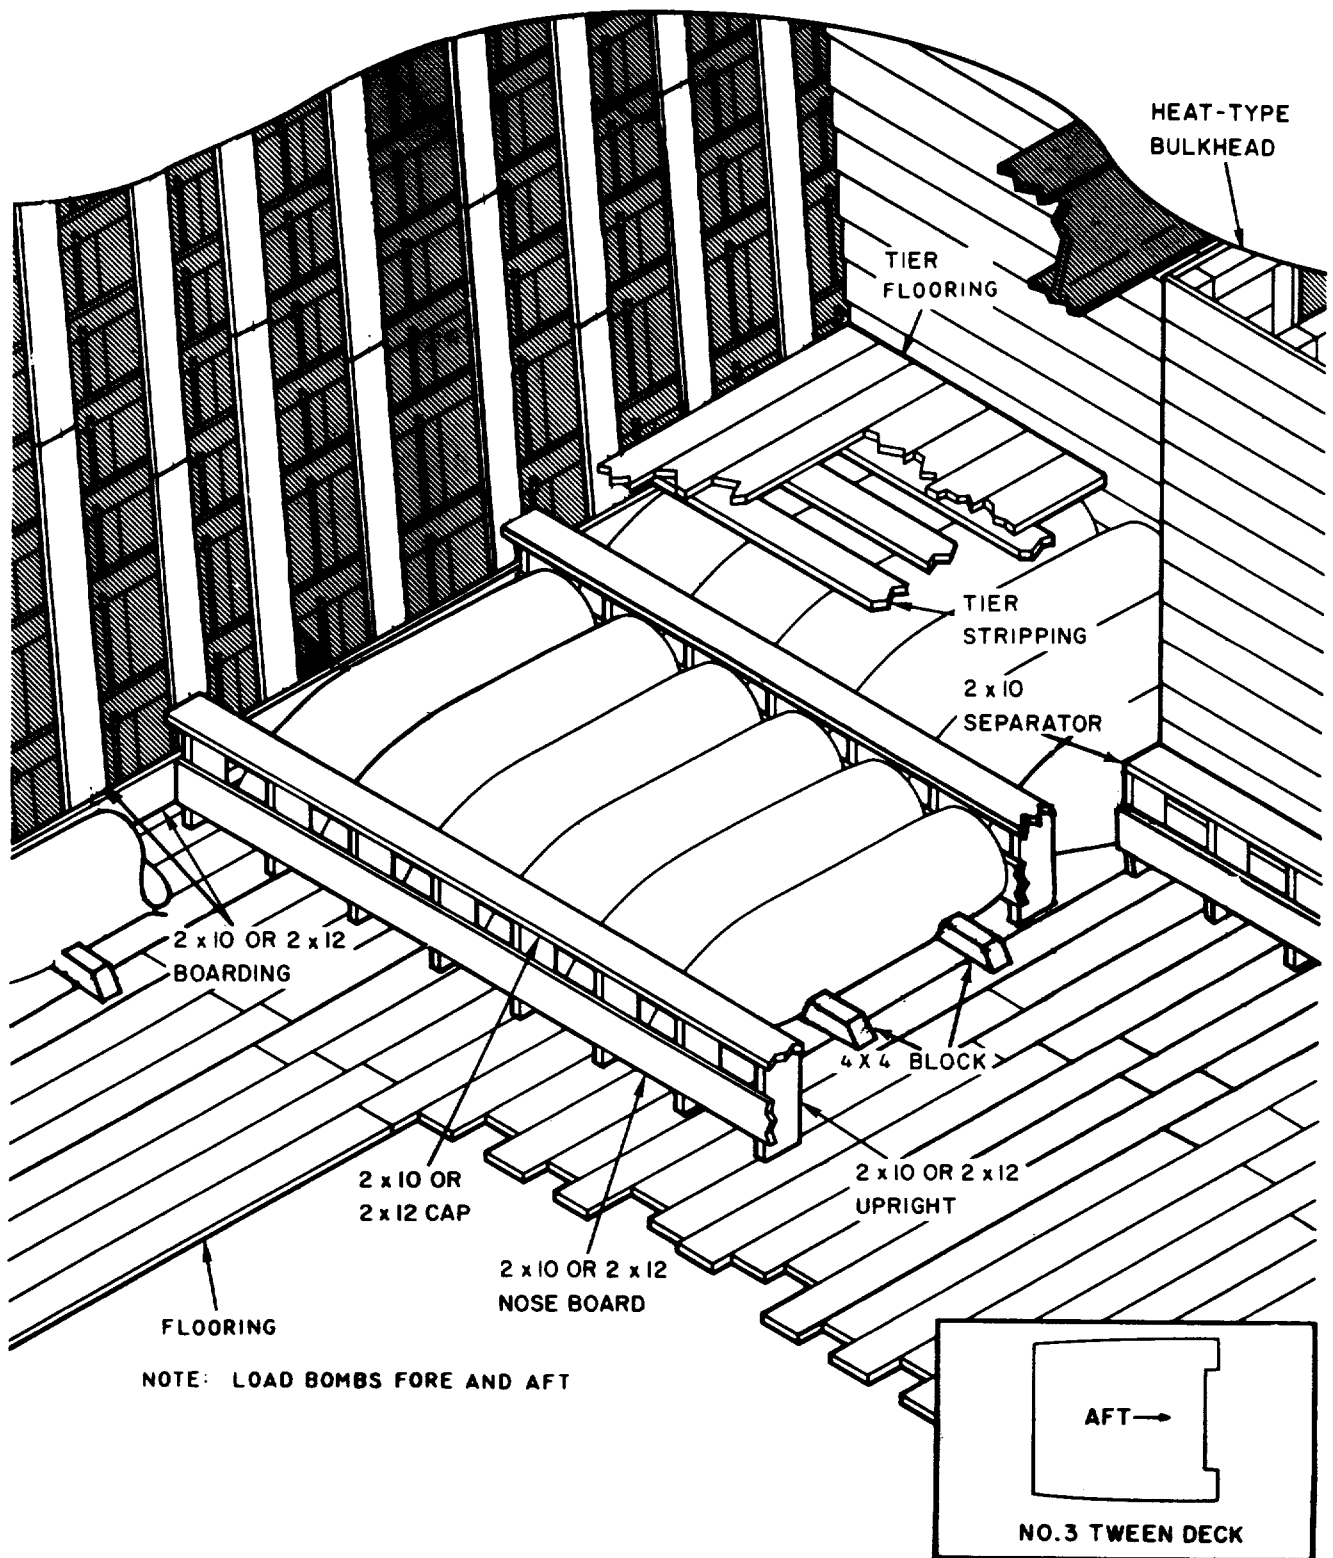 HEAT-TYPE
BULKHEAD
TIER
FLOORING
TIER
STRIPPING
2 x 10
SEPARATOR
2 x 10 OR 2 x 12
BOARDING
4 X 4 BLOCK
2 x 10 OR
2 x 12 CAP
2 x 10 OR 2 x 12
UPRIGHT
2 x 10 OR 2 x 12
NOSE BOARD
FLOORING
NOTE: LOAD BOMBS FORE AND AFT
AFT
NO.3 TWEEN DECK